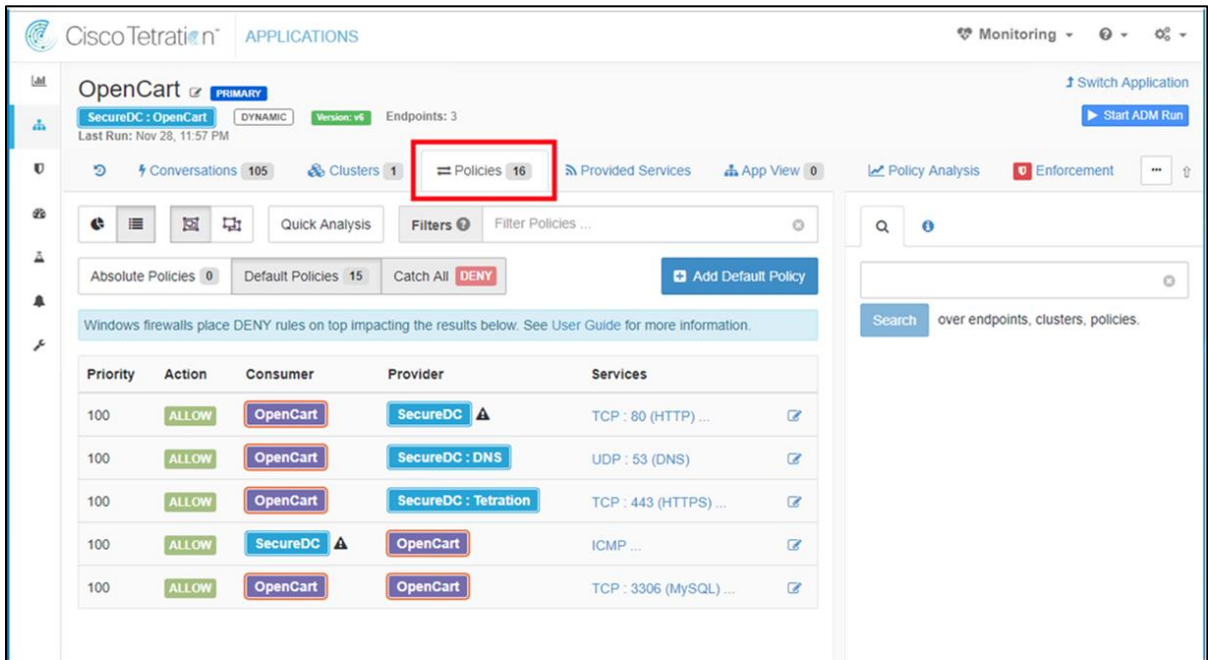 Cisco Tetration™ APPLICATIONS Monitoring
OpenCart PRIMARY Switch Application
SecureDC : OpenCart DYNAMIC Version: v6 Endpoints: 3 Start ADM Run
Last Run: Nov 28, 11:57 PM
Conversations 105 Clusters 1 Policies 16 Provided Services App View 0 Policy Analysis Enforcement ...
Quick Analysis Filters Filter Policies ...
Absolute Policies 0 Default Policies 15 Catch All DENY Add Default Policy
Windows firewalls place DENY rules on top impacting the results below. See User Guide for more information.
Search over endpoints, clusters, policies.
Priority Action Consumer Provider Services
100 ALLOW OpenCart SecureDC TCP : 80 (HTTP) ...
100 ALLOW OpenCart SecureDC : DNS UDP : 53 (DNS)
100 ALLOW OpenCart SecureDC : Tetration TCP : 443 (HTTPS) ...
100 ALLOW SecureDC OpenCart ICMP ...
100 ALLOW OpenCart OpenCart TCP : 3306 (MySQL) ...